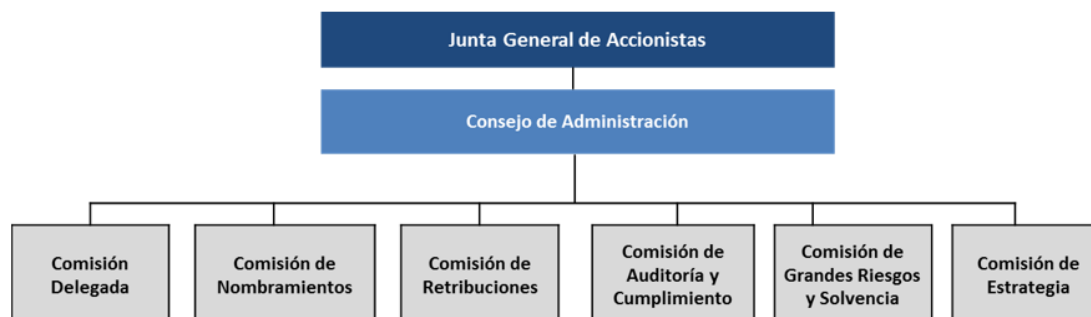 Junta General de Accionistas
Consejo de Administración
Comisión
Delegada
Comisión de
Nombramientos
Comisión de
Retribuciones
Comisión de
Auditoría y
Cumplimiento
Comisión de
Grandes Riesgos
y Solvencia
Comisión de
Estrategia